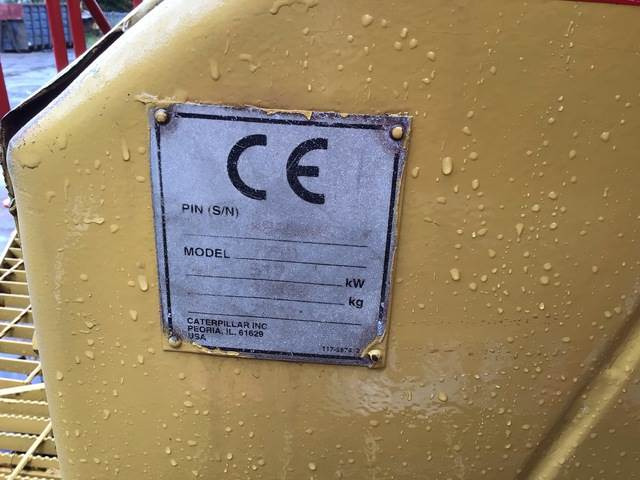 CE
PIN (S/N)
MODEL
kW
kg
CATERPILLAR INC
PEORIA, IL. 61629
USA